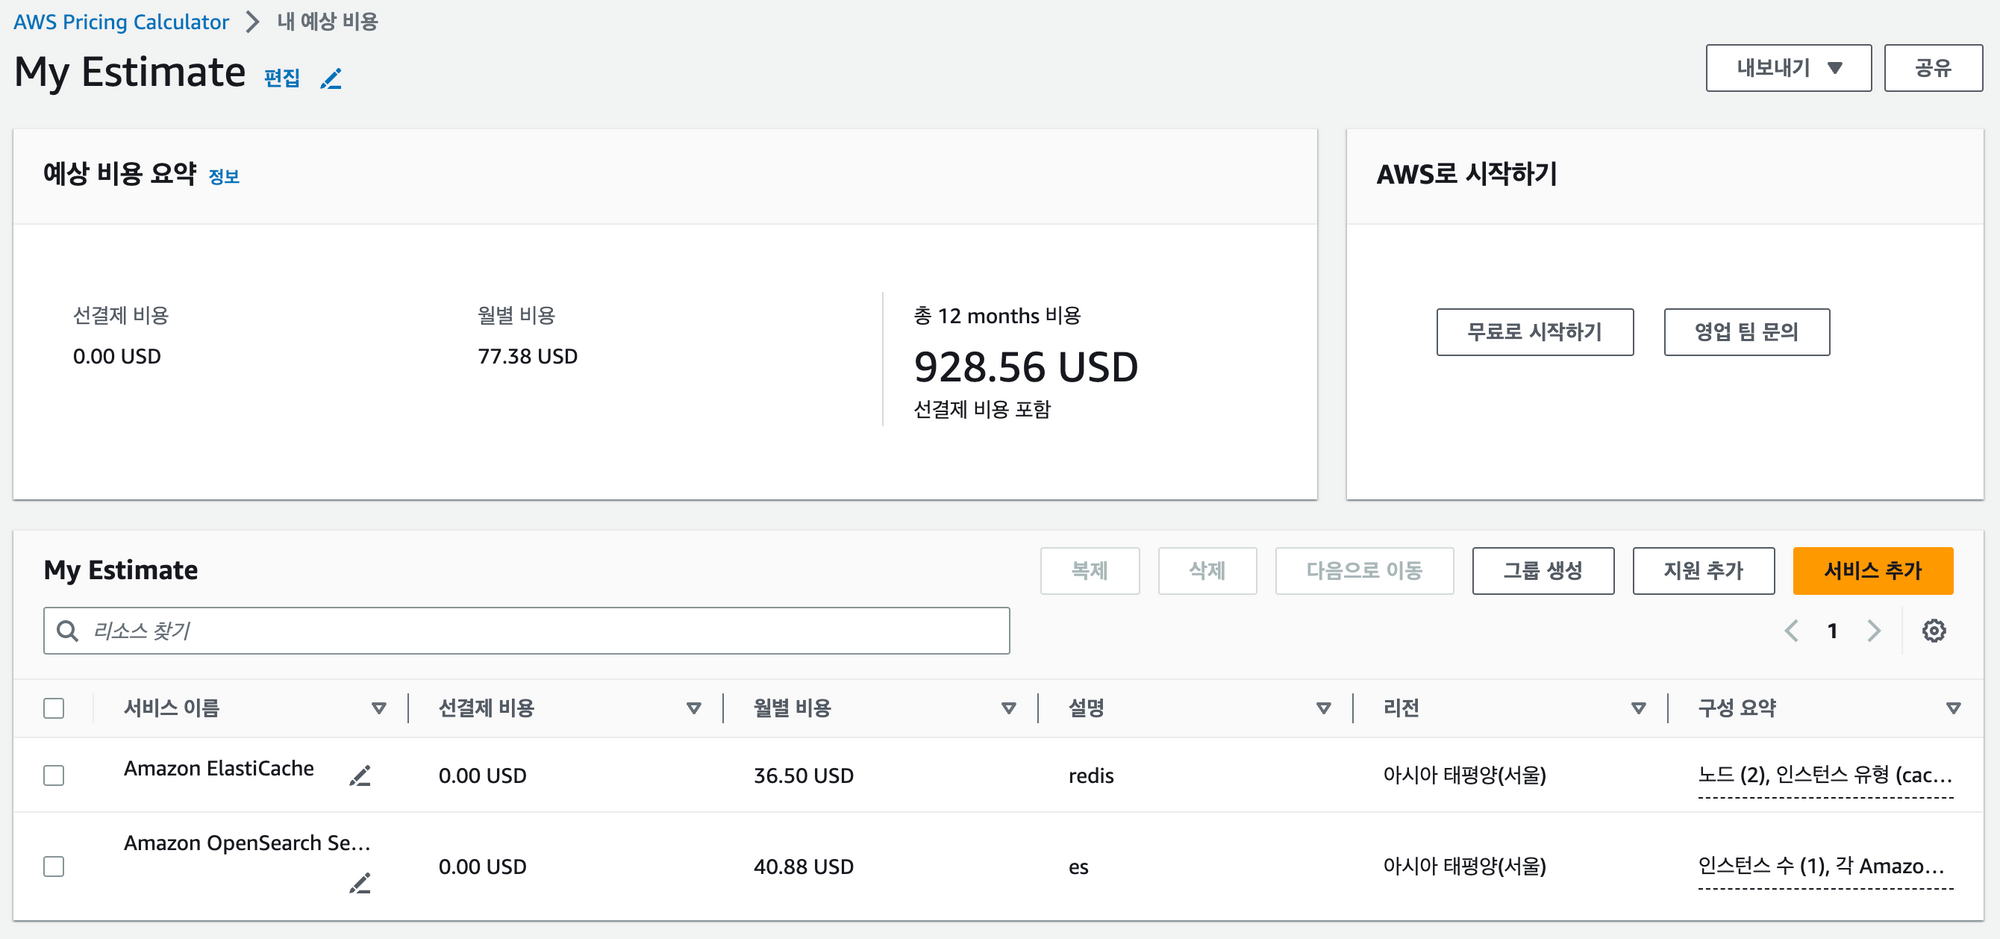 AWS Pricing Calculator > 내 예상 비용
My Estimate 편집
내보내기 ▼ 공유
예상 비용 요약 정보
선결제 비용
0.00 USD
월별 비용
77.38 USD
총 12 months 비용
928.56 USD
선결제 비용 포함
AWS로 시작하기
무료로 시작하기 영업 팀 문의
My Estimate
복제 삭제 다음으로 이동 그룹 생성 지원 추가 서비스 추가
리소스 찾기
1
서비스 이름 선결제 비용 월별 비용 설명 리전 구성 요약
Amazon ElastiCache 0.00 USD 36.50 USD redis 아시아 태평양(서울) 노드 (2), 인스턴스 유형 (cac...
Amazon OpenSearch Se... 0.00 USD 40.88 USD es 아시아 태평양(서울) 인스턴스 수 (1), 각 Amazo...